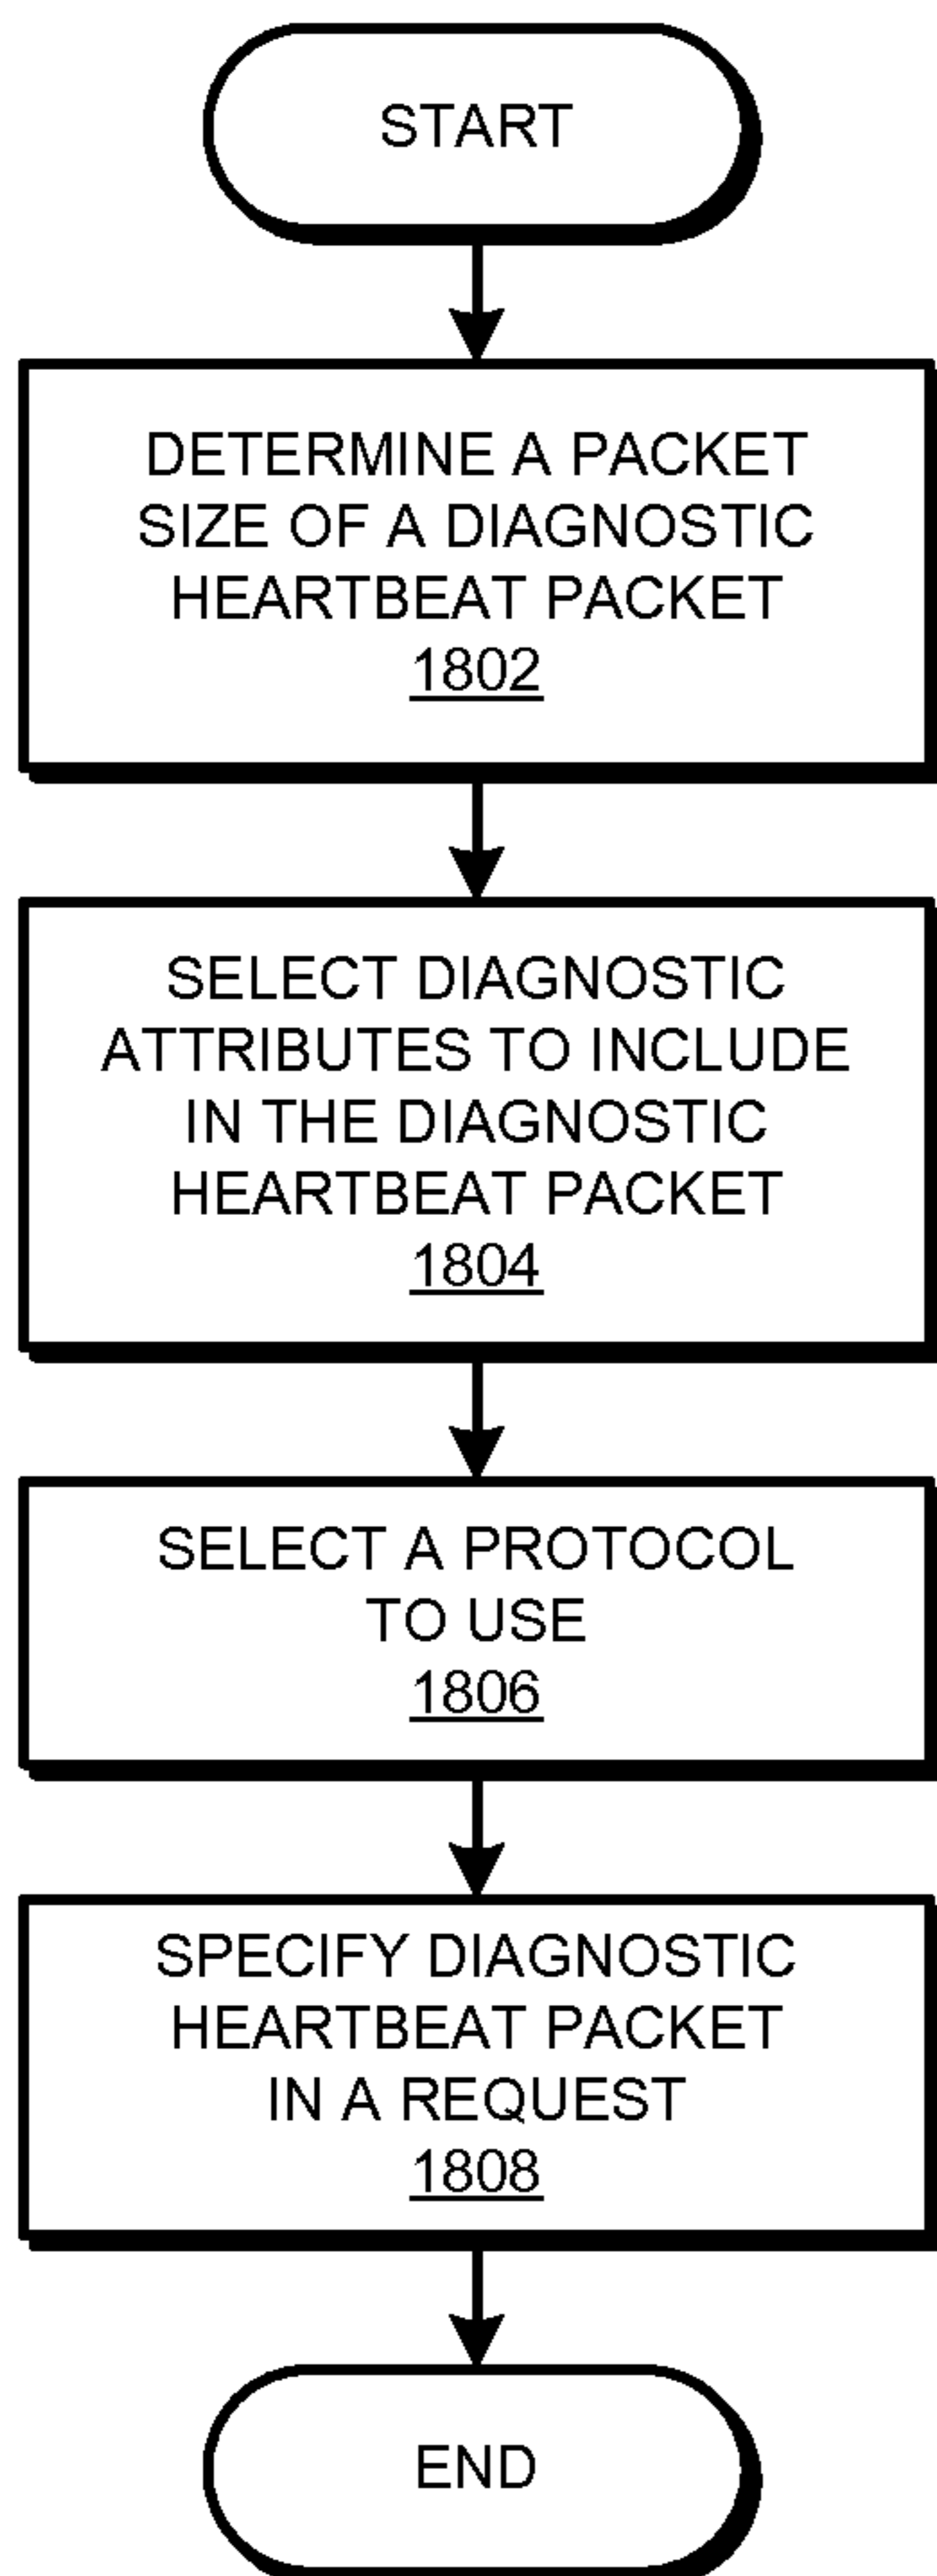 START
DETERMINE A PACKET
SIZE OF A DIAGNOSTIC
HEARTBEAT PACKET
1802
SELECT DIAGNOSTIC
ATTRIBUTES TO INCLUDE
IN THE DIAGNOSTIC
HEARTBEAT PACKET
1804
SELECT A PROTOCOL
TO USE
1806
SPECIFY DIAGNOSTIC
HEARTBEAT PACKET
IN A REQUEST
1808
END